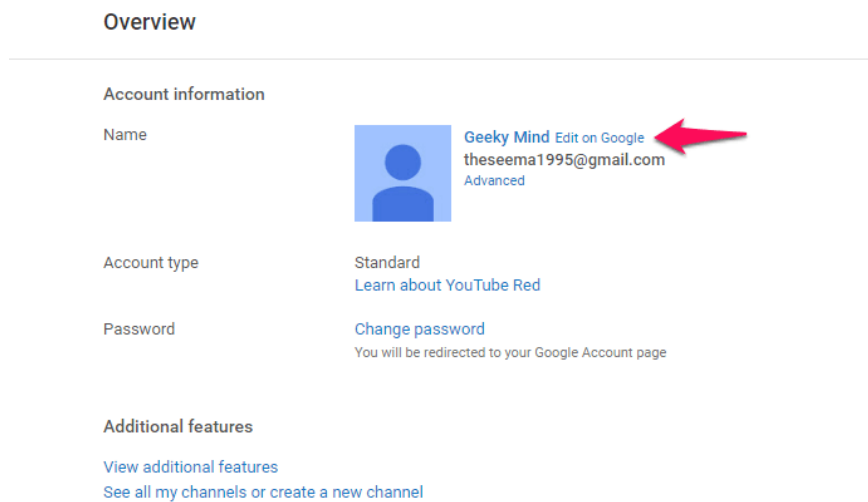 Overview
Account information
Name
Geeky Mind Edit on Google
theseema1995@gmail.com
Advanced
Account type
Standard
Learn about YouTube Red
Password
Change password
You will be redirected to your Google Account page
Additional features
View additional features
See all my channels or create a new channel